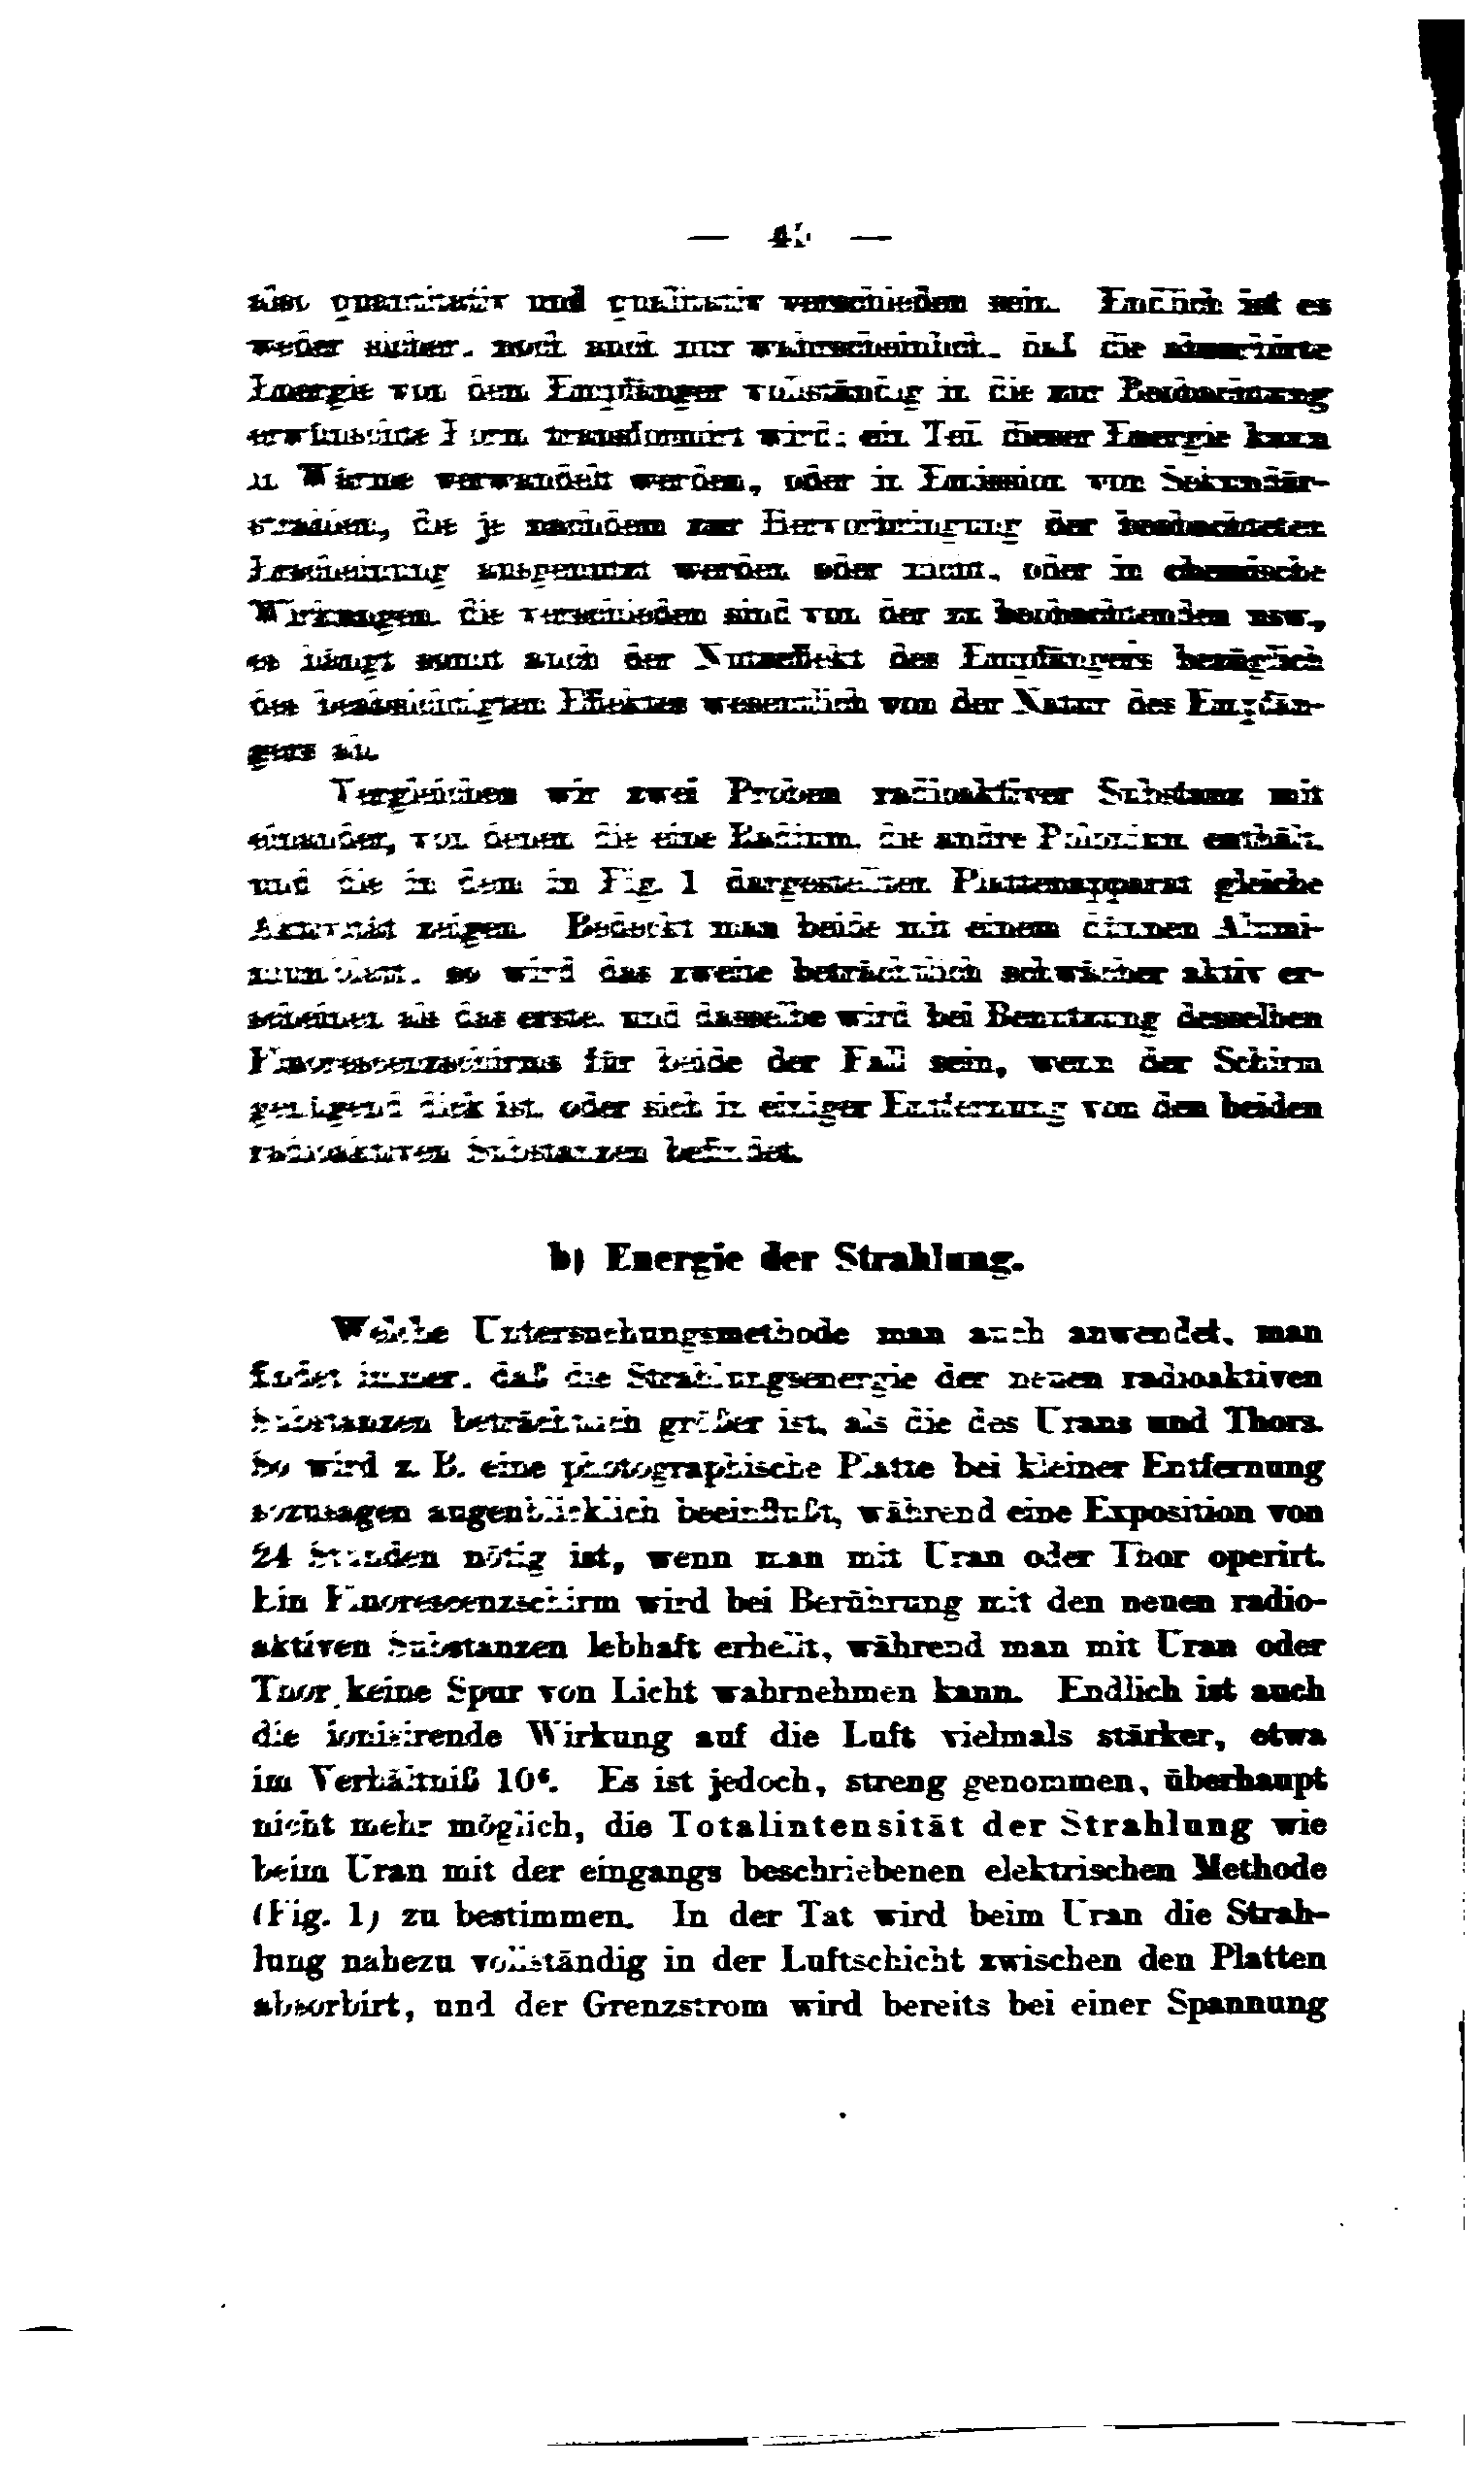 also quantitativ und qualitativ verschieden sein. Endlich ist es
weder sicher, noch auch nur wahrscheinlich, daß die absorbirte
Energie von dem Empfänger vollständig in die zur Beobachtung
erwünschte Form transformirt wird; ein Teil dieser Energie kann
in Wärme verwandelt werden, oder in Emission von Sekundär-
strahlen, die je nachdem zur Hervorbringung der beobachteten
Erscheinung ausgenutzt werden oder nicht, oder in chemische
Wirkungen, die verschieden sind von der zu beobachtenden usw.,
es hängt somit auch der Nutzeffekt des Empfängers bezüglich
des beabsichtigten Effektes wesentlich von der Natur des Empfän-
gers ab.
Vergleichen wir zwei Proben radioaktiver Substanz mit
einander, von denen die eine Radium, die andre Polonium enthält,
und die in dem in Fig. 1 dargestellten Plattenapparat gleiche
Aktivität zeigen. Bedeckt man beide mit einem dünnen Alumi-
niumblatt, so wird das zweite beträchtlich schwächer aktiv er-
scheinen als das erste, und dasselbe wird bei Benutzung desselben
Fluorescenzschirms für beide der Fall sein, wenn der Schirm
genügend dick ist, oder sich in einiger Entfernung von den beiden
radioaktiven Substanzen befindet.
b) Energie der Strahlung.
Welche Untersuchungsmethode man auch anwendet, man
findet immer, daß die Strahlungsenergie der neuen radioaktiven
Substanzen beträchtlich größer ist, als die des Urans und Thors.
So wird z. B. eine photographische Platte bei kleiner Entfernung
sozusagen augenblicklich beeinflußt, während eine Exposition von
24 Stunden nötig ist, wenn man mit Uran oder Thor operirt.
Ein Fluorescenzschirm wird bei Berührung mit den neuen radio-
aktiven Substanzen lebhaft erhellt, während man mit Uran oder
Thor keine Spur von Licht wahrnehmen kann. Endlich ist auch
die ionisirende Wirkung auf die Luft vielmals stärker, etwa
im Verhältniß 10⁶. Es ist jedoch, streng genommen, überhaupt
nicht mehr möglich, die Totalintensität der Strahlung wie
beim Uran mit der eingangs beschriebenen elektrischen Methode
(Fig. 1) zu bestimmen. In der Tat wird beim Uran die Strah-
lung nahezu vollständig in der Luftschicht zwischen den Platten
absorbirt, und der Grenzstrom wird bereits bei einer Spannung